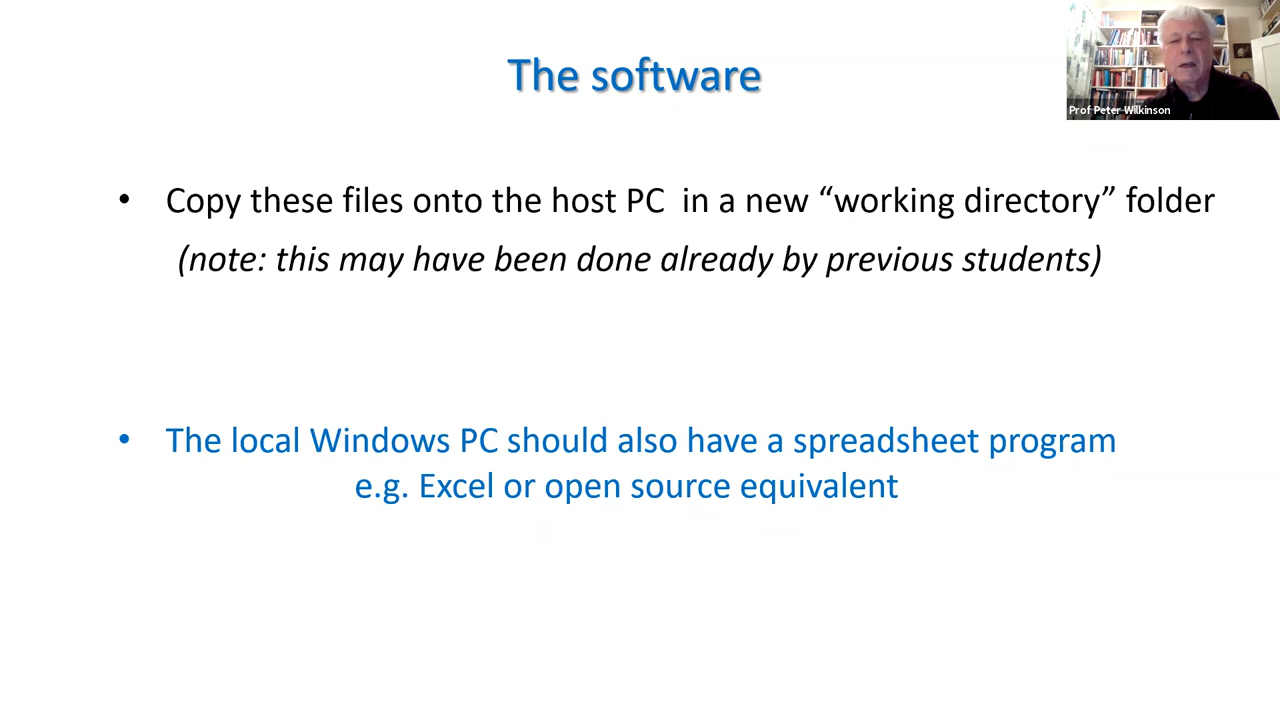 The software
Prof Peter Wilkinson
• Copy these files onto the host PC  in a new “working directory” folder
(note: this may have been done already by previous students)
• The local Windows PC should also have a spreadsheet program
e.g. Excel or open source equivalent